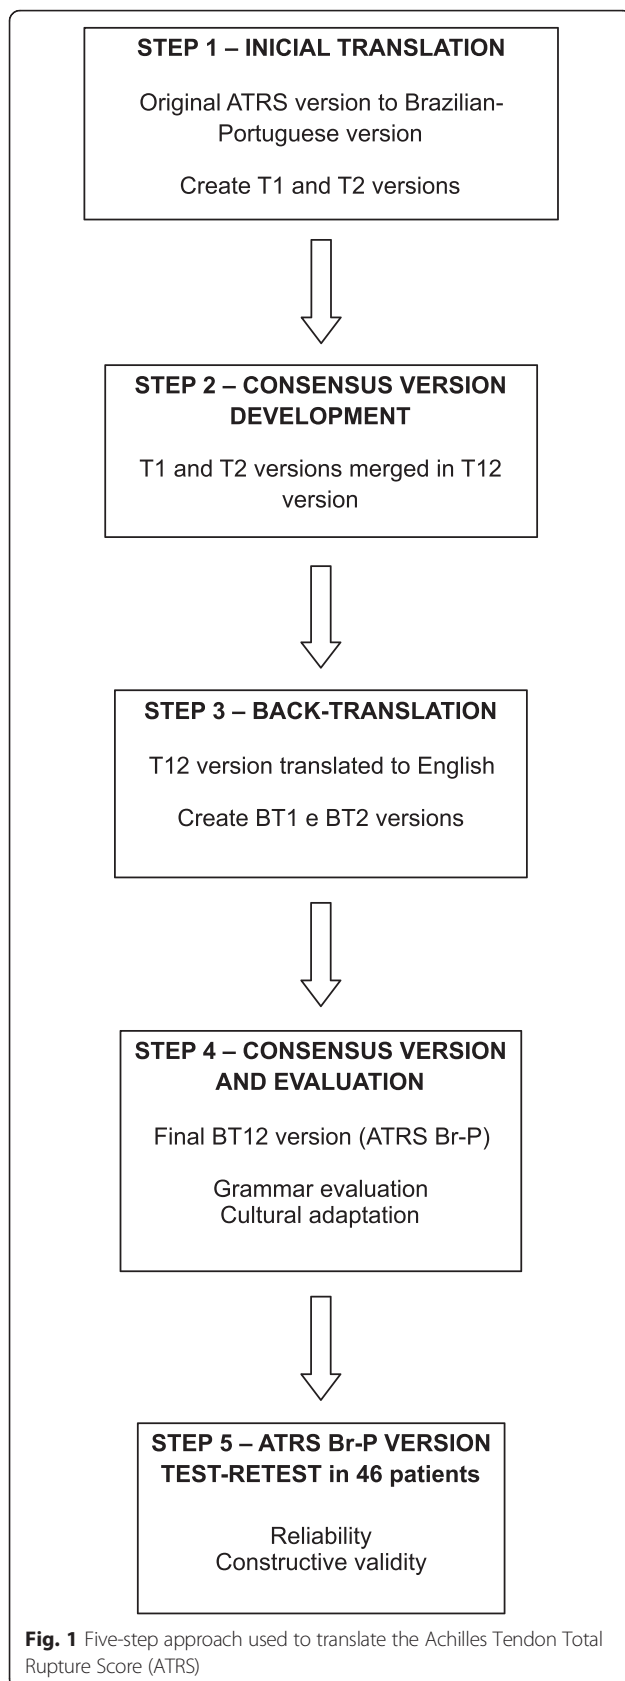 STEP 1 – INICIAL TRANSLATION
Original ATRS version to Brazilian-
Portuguese version
Create T1 and T2 versions
STEP 2 – CONSENSUS VERSION
DEVELOPMENT
T1 and T2 versions merged in T12
version
STEP 3 – BACK-TRANSLATION
T12 version translated to English
Create BT1 e BT2 versions
STEP 4 – CONSENSUS VERSION
AND EVALUATION
Final BT12 version (ATRS Br-P)
Grammar evaluation
Cultural adaptation
STEP 5 – ATRS Br-P VERSION
TEST-RETEST in 46 patients
Reliability
Constructive validity
Fig. 1 Five-step approach used to translate the Achilles Tendon Total
Rupture Score (ATRS)